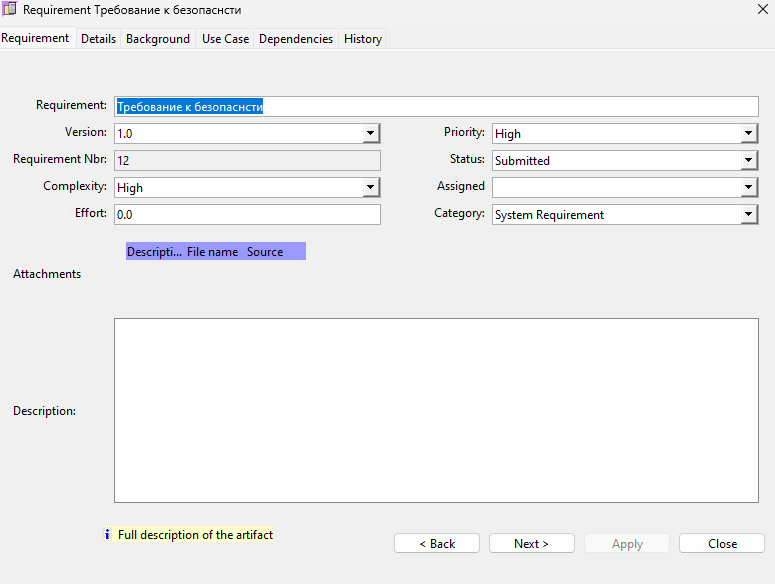 Requirement Требование к безопаснсти
Requirement Details Background Use Case Dependencies History
Requirement: Требование к безопаснсти
Version: 1.0 Priority: High
Requirement Nbr: 12 Status: Submitted
Complexity: High Assigned
Effort: 0.0 Category: System Requirement
Descripti... File name Source
Attachments
Description:
Full description of the artifact
< Back Next > Apply Close